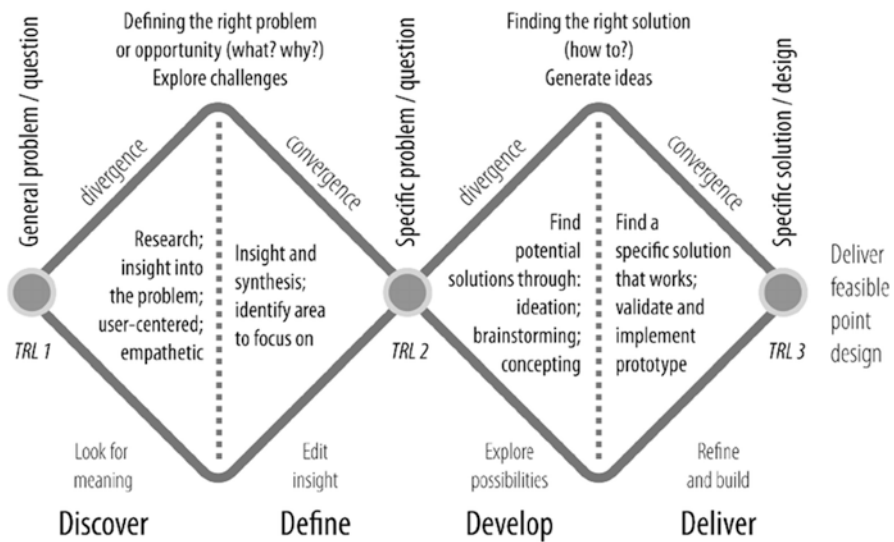 Defining the right problem
or opportunity (what? why?)
Explore challenges
Finding the right solution
(how to?)
Generate ideas
General problem / question
divergence
convergence
Specific problem / question
divergence
convergence
Specific solution / design
Research;
insight into
the problem;
user-centered;
empathetic
Insight and
synthesis;
identify area
to focus on
Find
potential
solutions through:
ideation;
brainstorming;
concepting
Find a
specific solution
that works;
validate and
implement
prototype
Deliver
feasible
point
design
TRL 1
TRL 2
TRL 3
Look for
meaning
Edit
insight
Explore
possibilities
Refine
and build
Discover
Define
Develop
Deliver